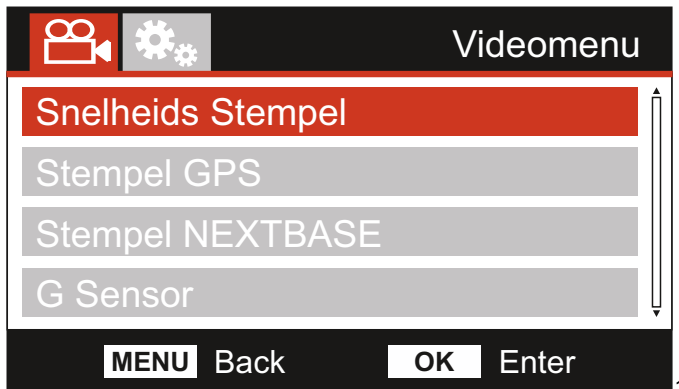 Videomenu
Snelheids Stempel
Stempel GPS
Stempel NEXTBASE
G Sensor
MENU Back OK Enter